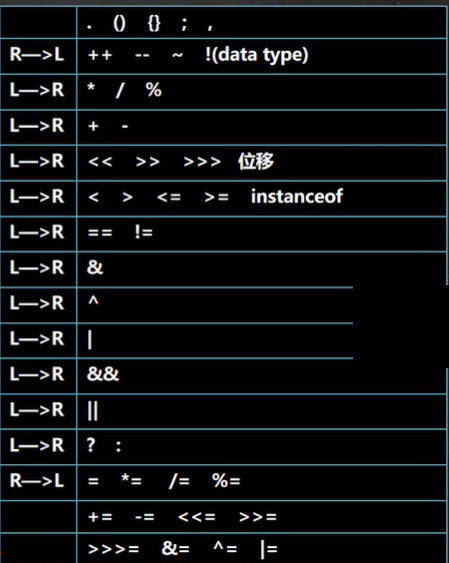 . () {} ; ,
R—>L ++ -- ~ !(data type)
L—>R * / %
L—>R + -
L—>R << >> >>> 位移
L—>R < > <= >= instanceof
L—>R == !=
L—>R &
L—>R ^
L—>R |
L—>R &&
L—>R ||
L—>R ? :
R—>L = *= /= %=
+= -= <<= >>=
>>>= &= ^= |=